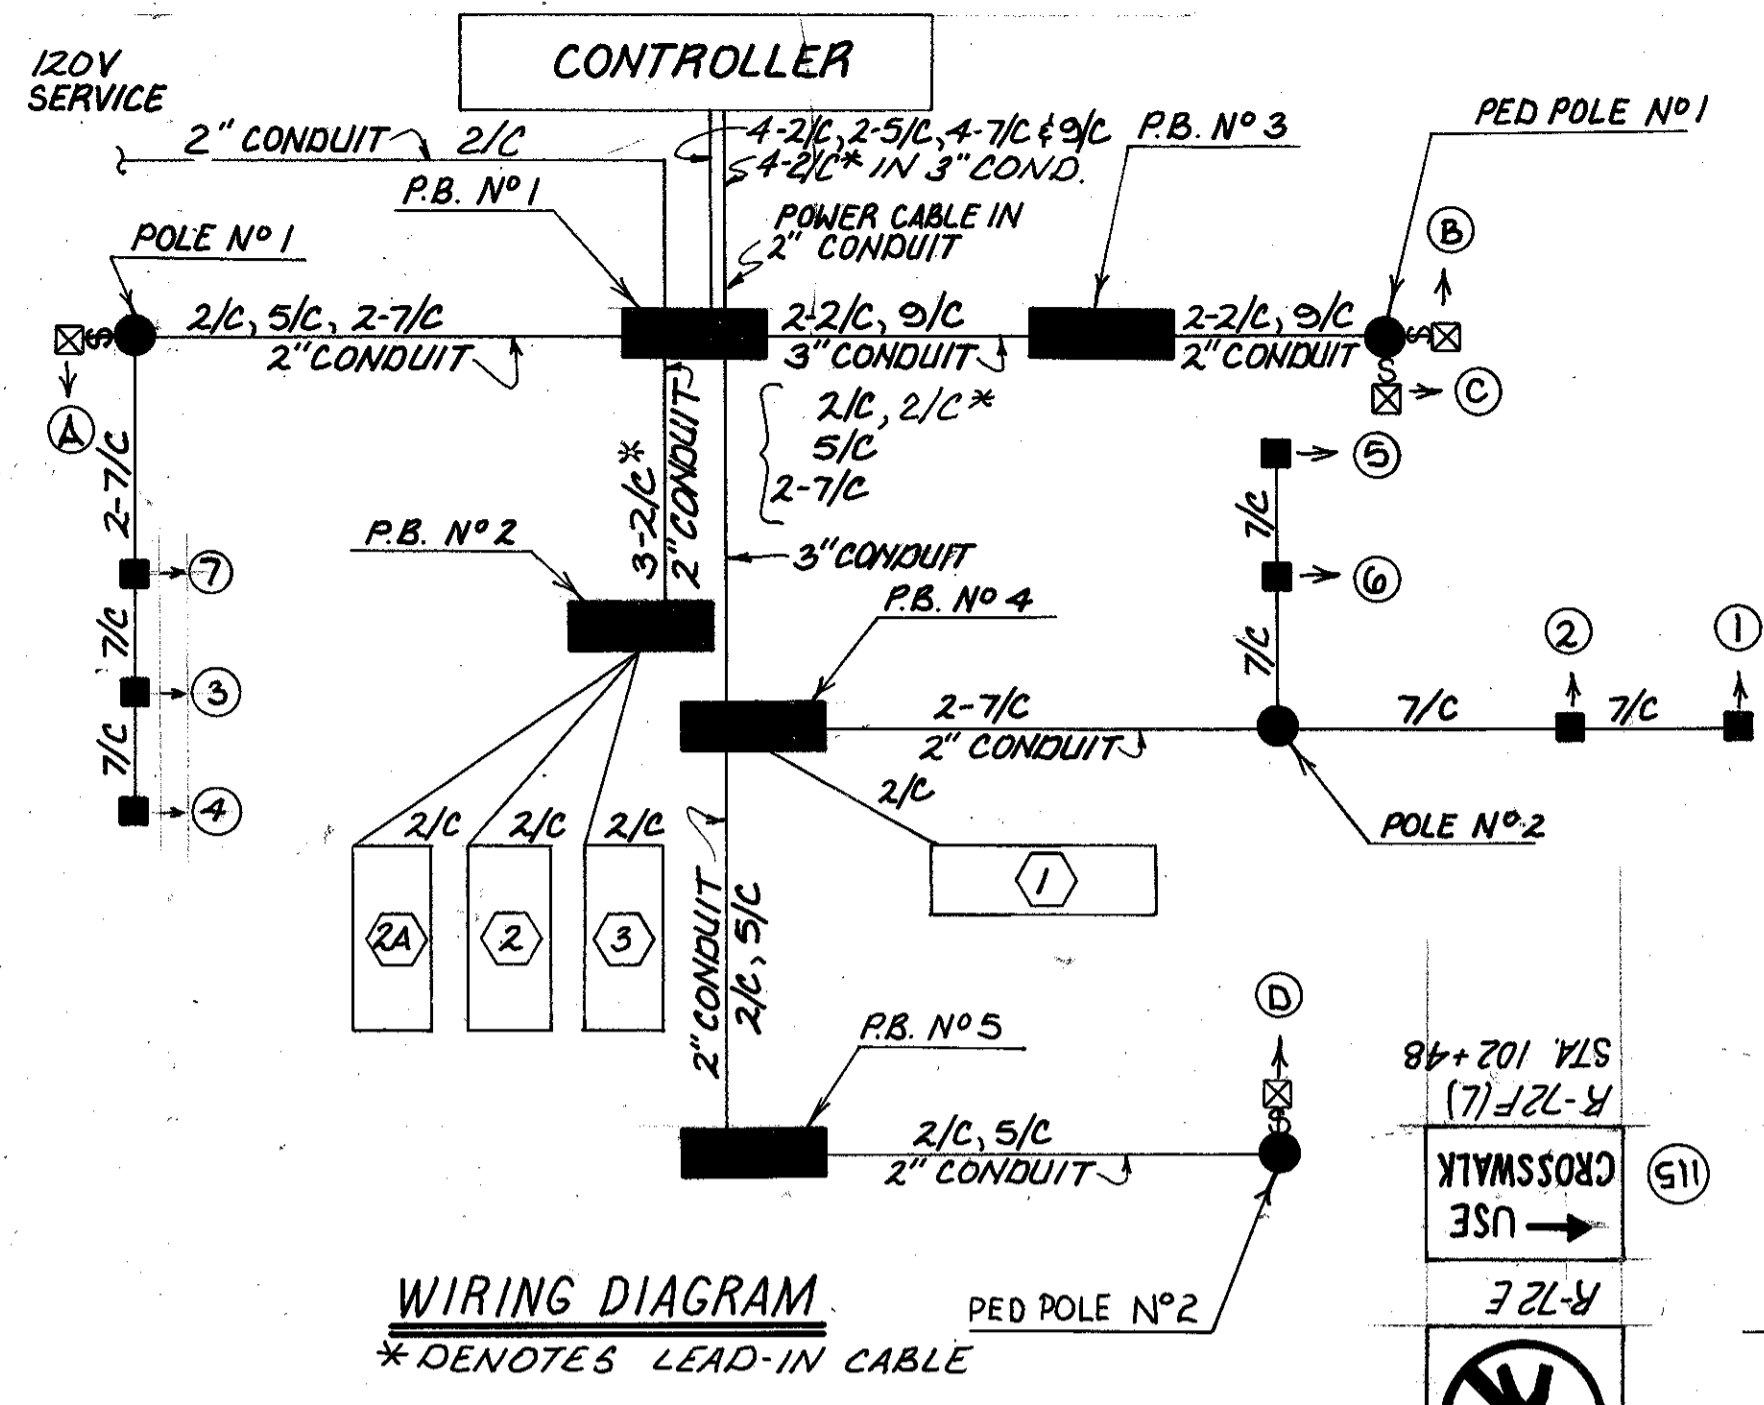 CONTROLLER
120V
SERVICE
2" CONDUIT
2/C
4-2/C, 2-5/C, 4-7/C & 9/C
4-2/C* IN 3" COND.
P.B. Nº 3
PED POLE Nº 1
P.B. Nº 1
POWER CABLE IN
2" CONDUIT
POLE Nº 1
B
2/C, 5/C, 2-7/C
2" CONDUIT
2-2/C, 9/C
3" CONDUIT
2-2/C, 9/C
2" CONDUIT
S
S
S
C
A
2/C, 2/C*
5/C
2-7/C
2-7/C
3-2/C*
2" CONDUIT
5
7/C
P.B. Nº 2
3" CONDUIT
7
6
P.B. Nº 4
7/C
7/C
2
1
3
2-7/C
2" CONDUIT
7/C
7/C
7/C
4
2/C
2/C
2/C
2/C
POLE Nº 2
1
2A
2
3
2" CONDUIT
2/C, 5/C
D
P.B. Nº 5
S
2/C, 5/C
2" CONDUIT
PED POLE Nº 2
STA. 102+48
R-72F(L)
USE
CROSSWALK
115
R-72 E
WIRING DIAGRAM
* DENOTES LEAD-IN CABLE